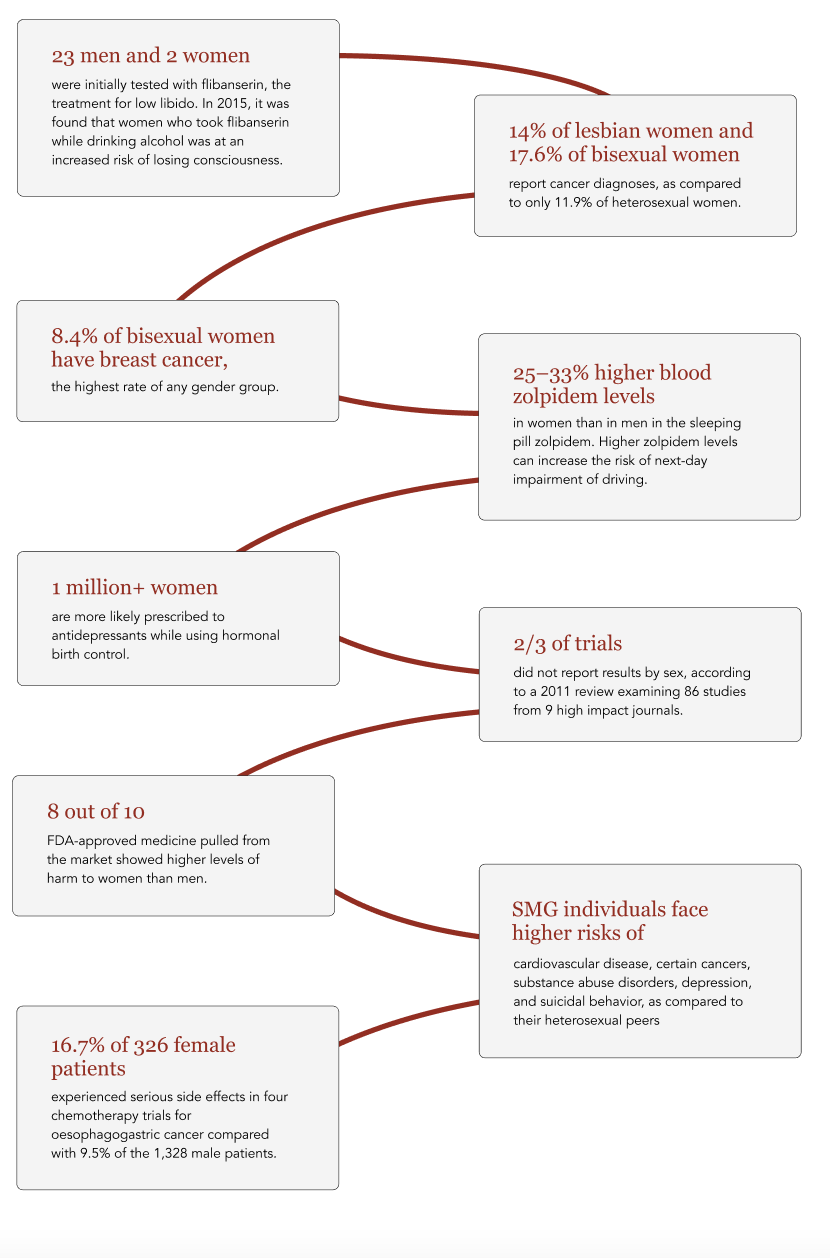 23 men and 2 women
were initially tested with flibanserin, the
treatment for low libido. In 2015, it was
found that women who took flibanserin
while drinking alcohol was at an
increased risk of losing consciousness.
14% of lesbian women and
17.6% of bisexual women
report cancer diagnoses, as compared
to only 11.9% of heterosexual women.
8.4% of bisexual women
have breast cancer,
the highest rate of any gender group.
25–33% higher blood
zolpidem levels
in women than in men in the sleeping
pill zolpidem. Higher zolpidem levels
can increase the risk of next-day
impairment of driving.
1 million+ women
are more likely prescribed to
antidepressants while using hormonal
birth control.
2/3 of trials
did not report results by sex, according
to a 2011 review examining 86 studies
from 9 high impact journals.
8 out of 10
FDA-approved medicine pulled from
the market showed higher levels of
harm to women than men.
SMG individuals face
higher risks of
cardiovascular disease, certain cancers,
substance abuse disorders, depression,
and suicidal behavior, as compared to
their heterosexual peers
16.7% of 326 female
patients
experienced serious side effects in four
chemotherapy trials for
oesophagogastric cancer compared
with 9.5% of the 1,328 male patients.